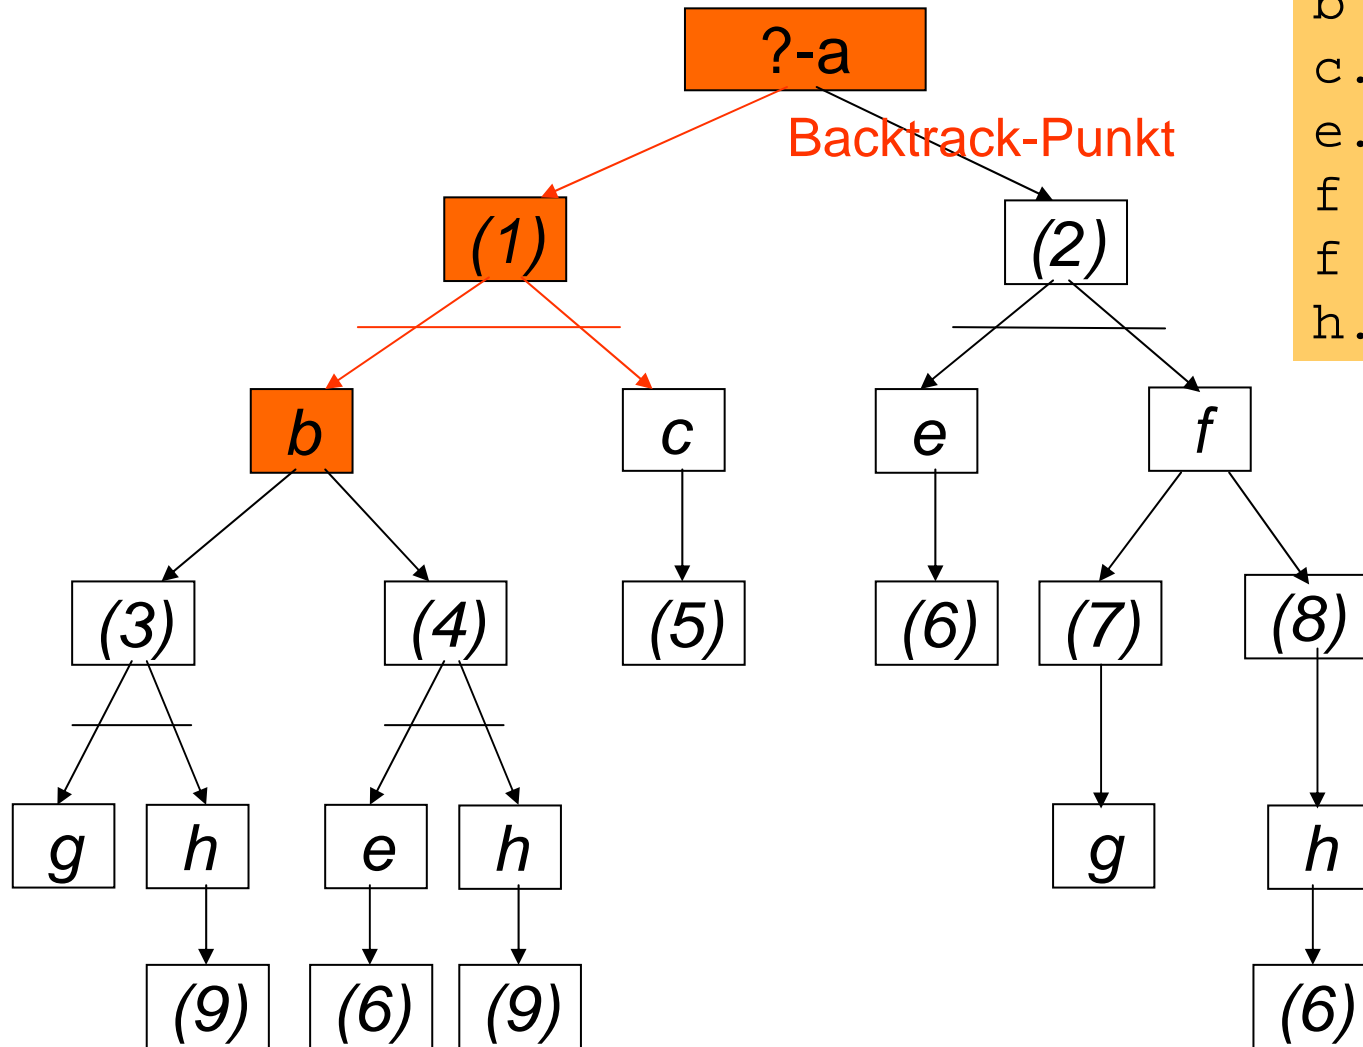 ?-a
Backtrack-Punkt
b
c.
e.
f
f
h.
(1) (2)
b c e f
(3) (4) (5) (6) (7) (8)
g h e h g h
(9) (6) (9) (6)